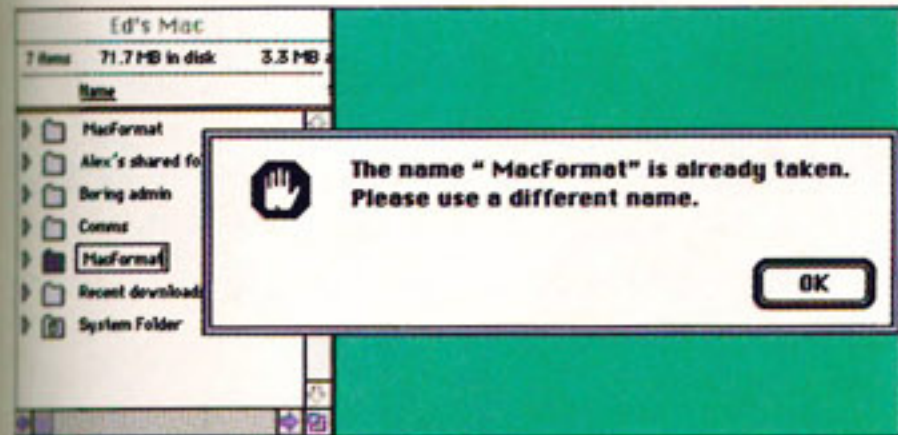 Ed's Mac
7 items 71.7 MB in disk 3.3 MB a
Name
MacFormat
Alex's shared fo
Boring admin
Comms
MacFormat
Recent downloads
System Folder
The name " MacFormat" is already taken.
Please use a different name.
OK